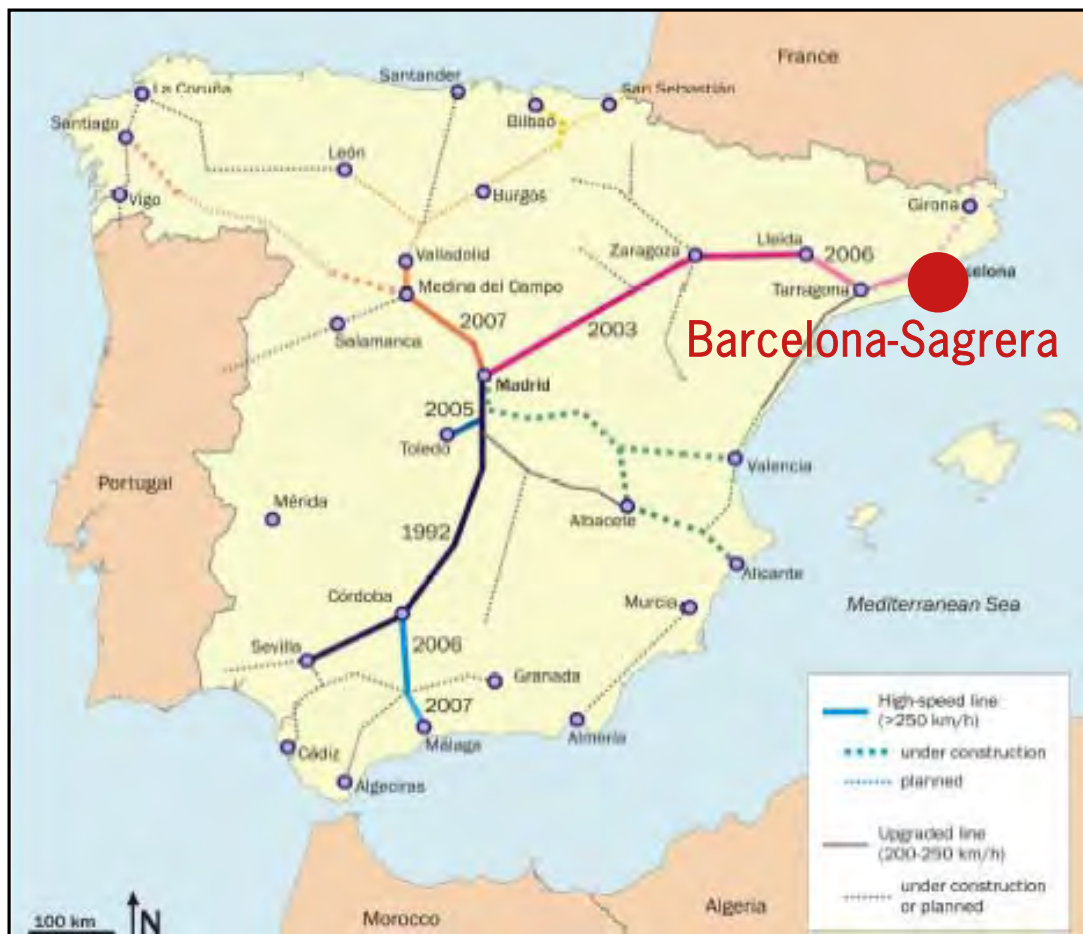 France
Santander
La Coruña
San Sebastián
Santiago
Bilbao
León
Vigo
Burgos
Girona
Valladolid
Zaragoza
Lleida
2006
Medina del Campo
Tarragona
celona
2007
2003
Salamanca
Barcelona-Sagrera
Madrid
2005
Toledo
Valencia
Portugal
Mérida
Albacete
1992
Alicante
Córdoba
Murcia
Mediterranean Sea
Sevilla
2006
Granada
2007
Málaga
Almería
Cádiz
Algeciras
High-speed line
(>250 km/h)
under construction
planned
Upgraded line
(200-250 km/h)
under construction
or planned
100 km
N
Morocco
Algeria